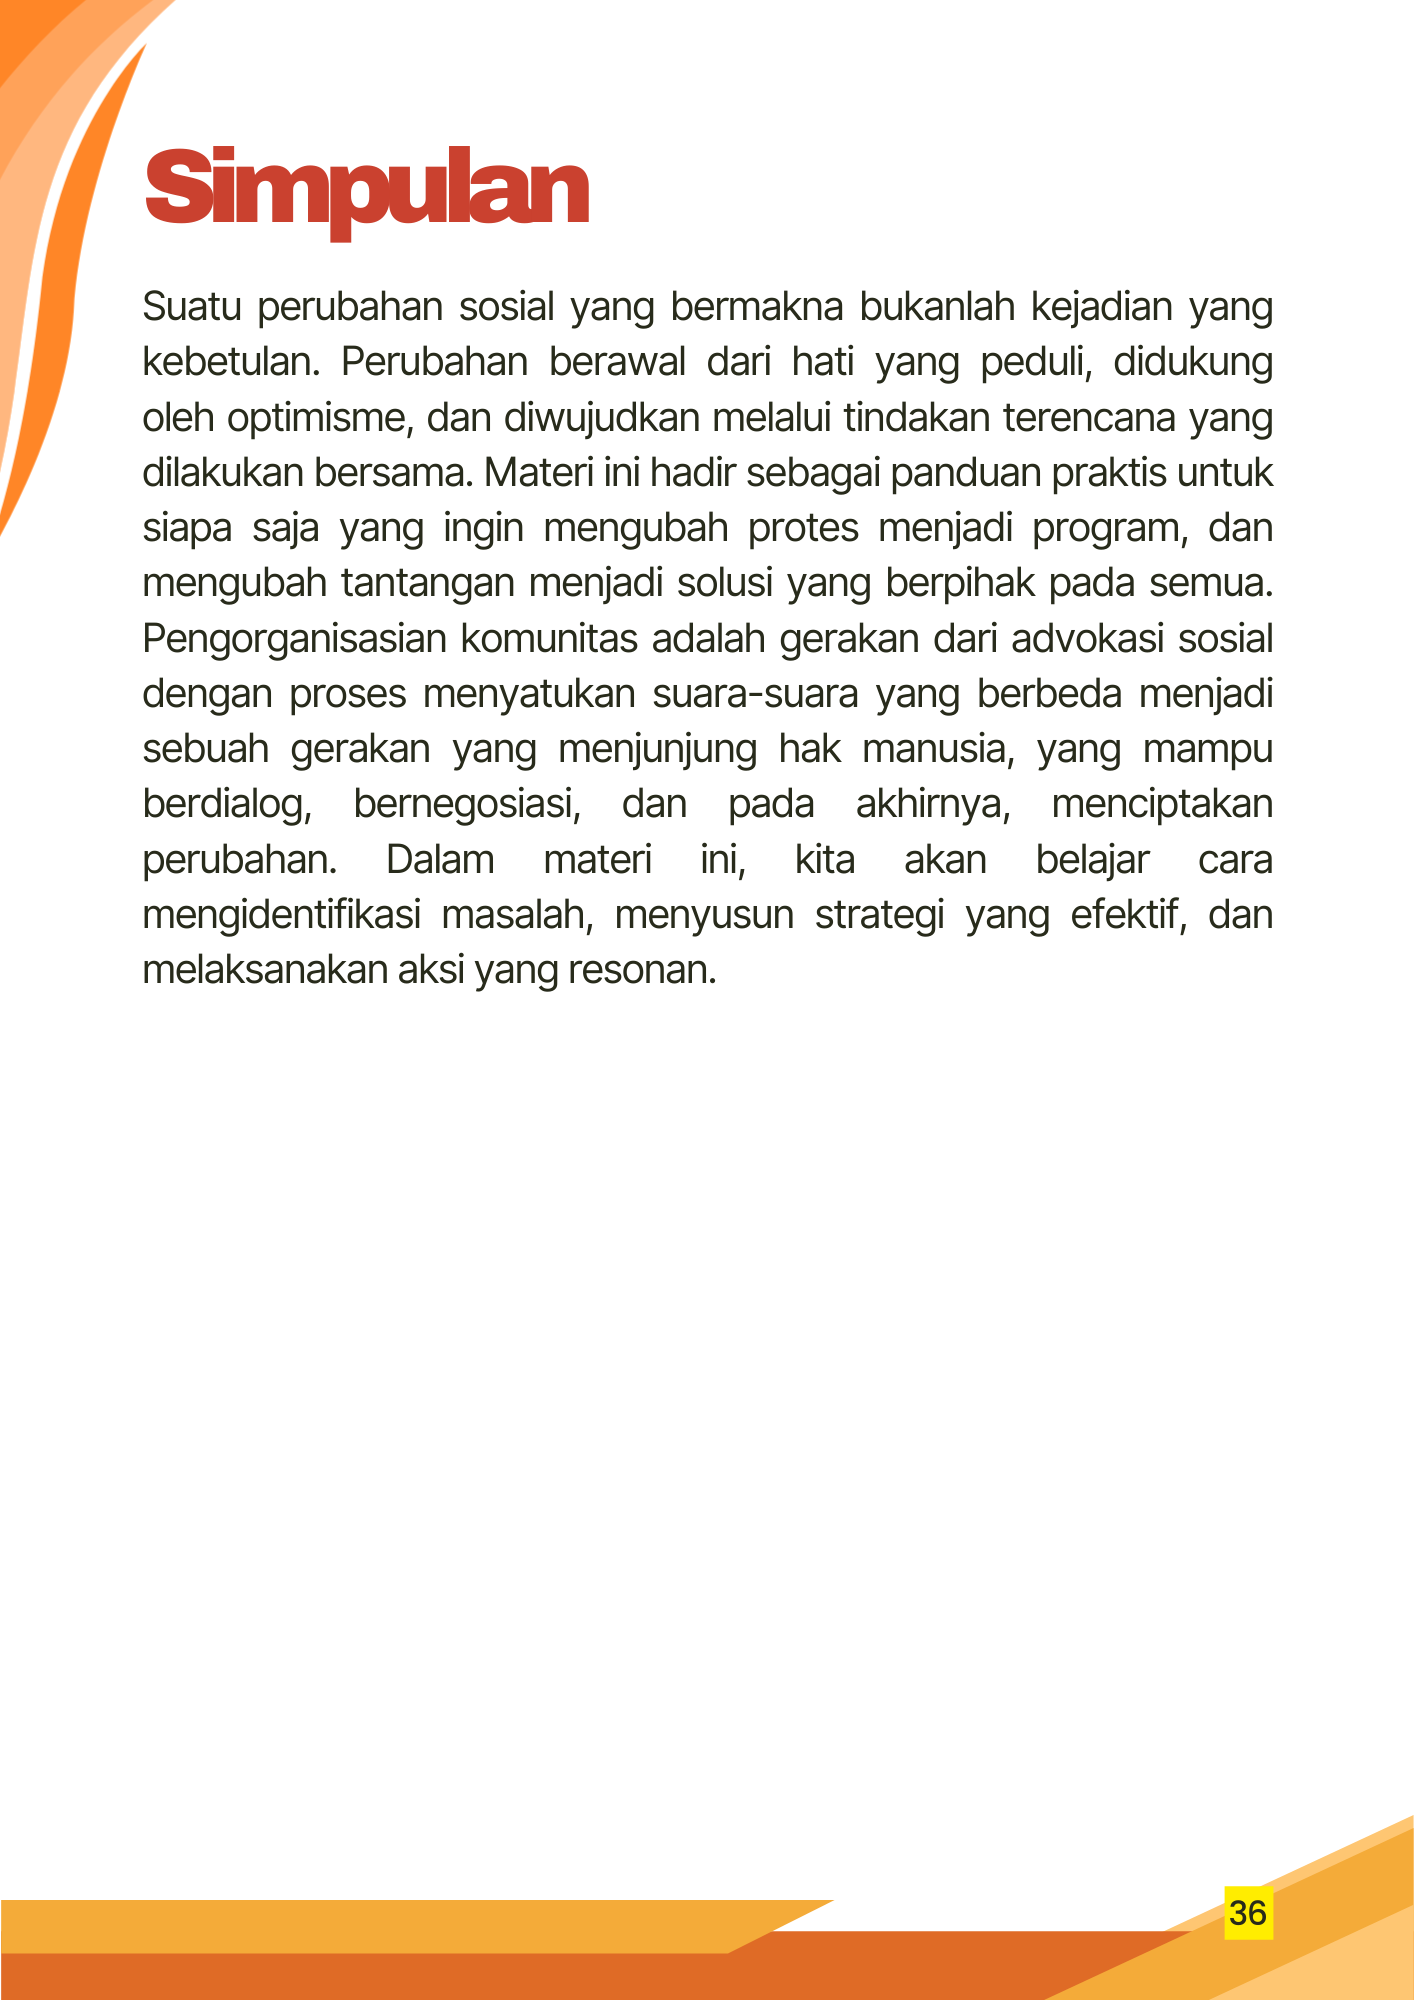 Simpulan
Suatu perubahan sosial yang bermakna bukanlah kejadian yang
kebetulan. Perubahan berawal dari hati yang peduli, didukung
oleh optimisme, dan diwujudkan melalui tindakan terencana yang
dilakukan bersama. Materi ini hadir sebagai panduan praktis untuk
siapa saja yang ingin mengubah protes menjadi program, dan
mengubah tantangan menjadi solusi yang berpihak pada semua.
Pengorganisasian komunitas adalah gerakan dari advokasi sosial
dengan proses menyatukan suara-suara yang berbeda menjadi
sebuah gerakan yang menjunjung hak manusia, yang mampu
berdialog, bernegosiasi, dan pada akhirnya, menciptakan
perubahan. Dalam materi ini, kita akan belajar cara
mengidentifikasi masalah, menyusun strategi yang efektif, dan
melaksanakan aksi yang resonan.
36